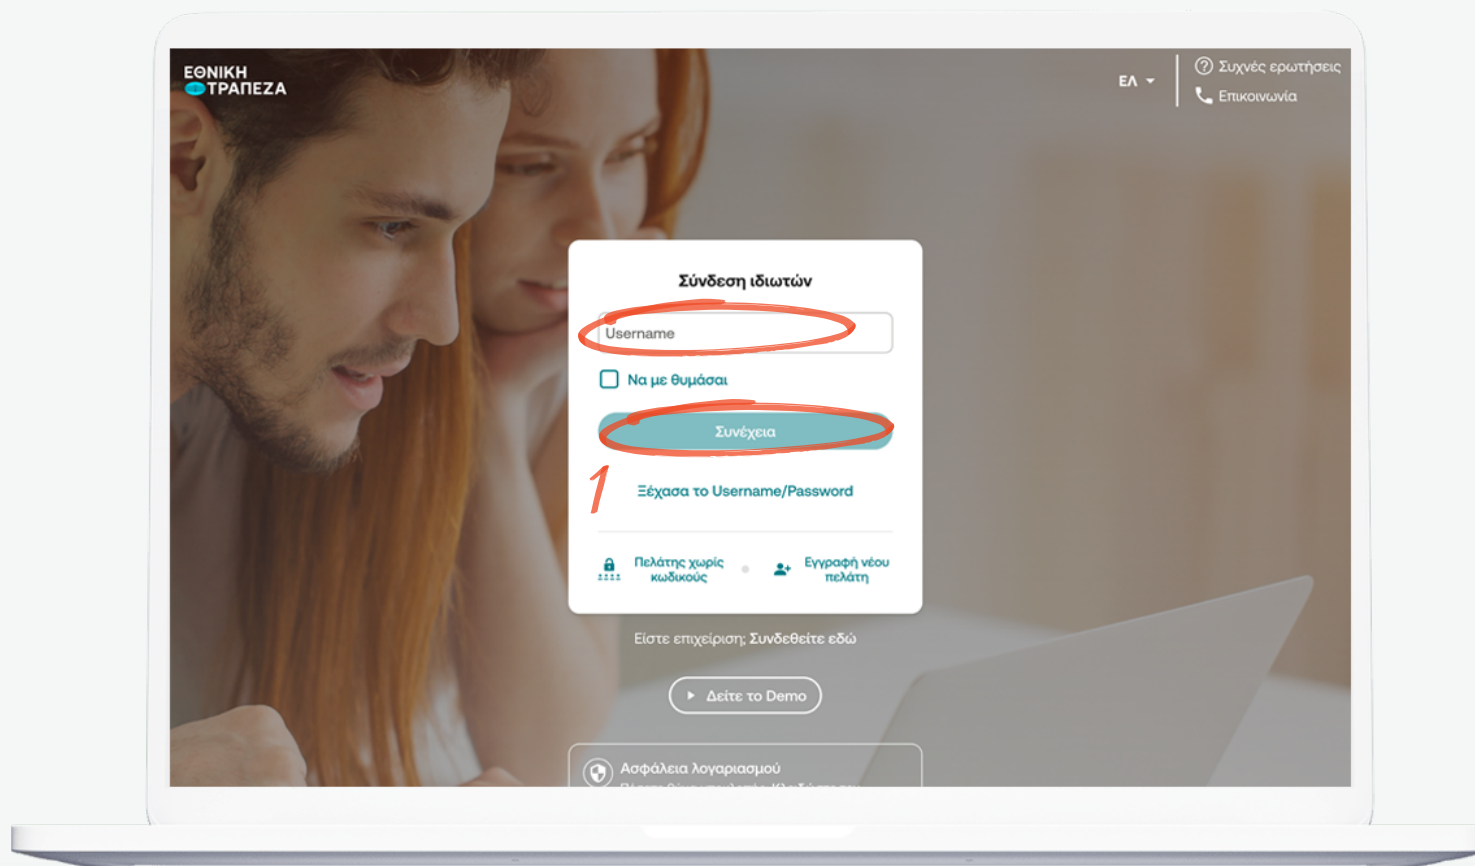 ΕΘΝΙΚΗ
ΤΡΑΠΕΖΑ
ΕΛ
Συχνές ερωτήσεις
Επικοινωνία
Σύνδεση ιδιωτών
Username
Να με θυμάσαι
Συνέχεια
1
Ξέχασα το Username/Password
Πελάτης χωρίς
κωδικούς
Εγγραφή νέου
πελάτη
Είστε επιχείριση; Συνδεθείτε εδώ
Δείτε το Demo
Ασφάλεια λογαριασμού